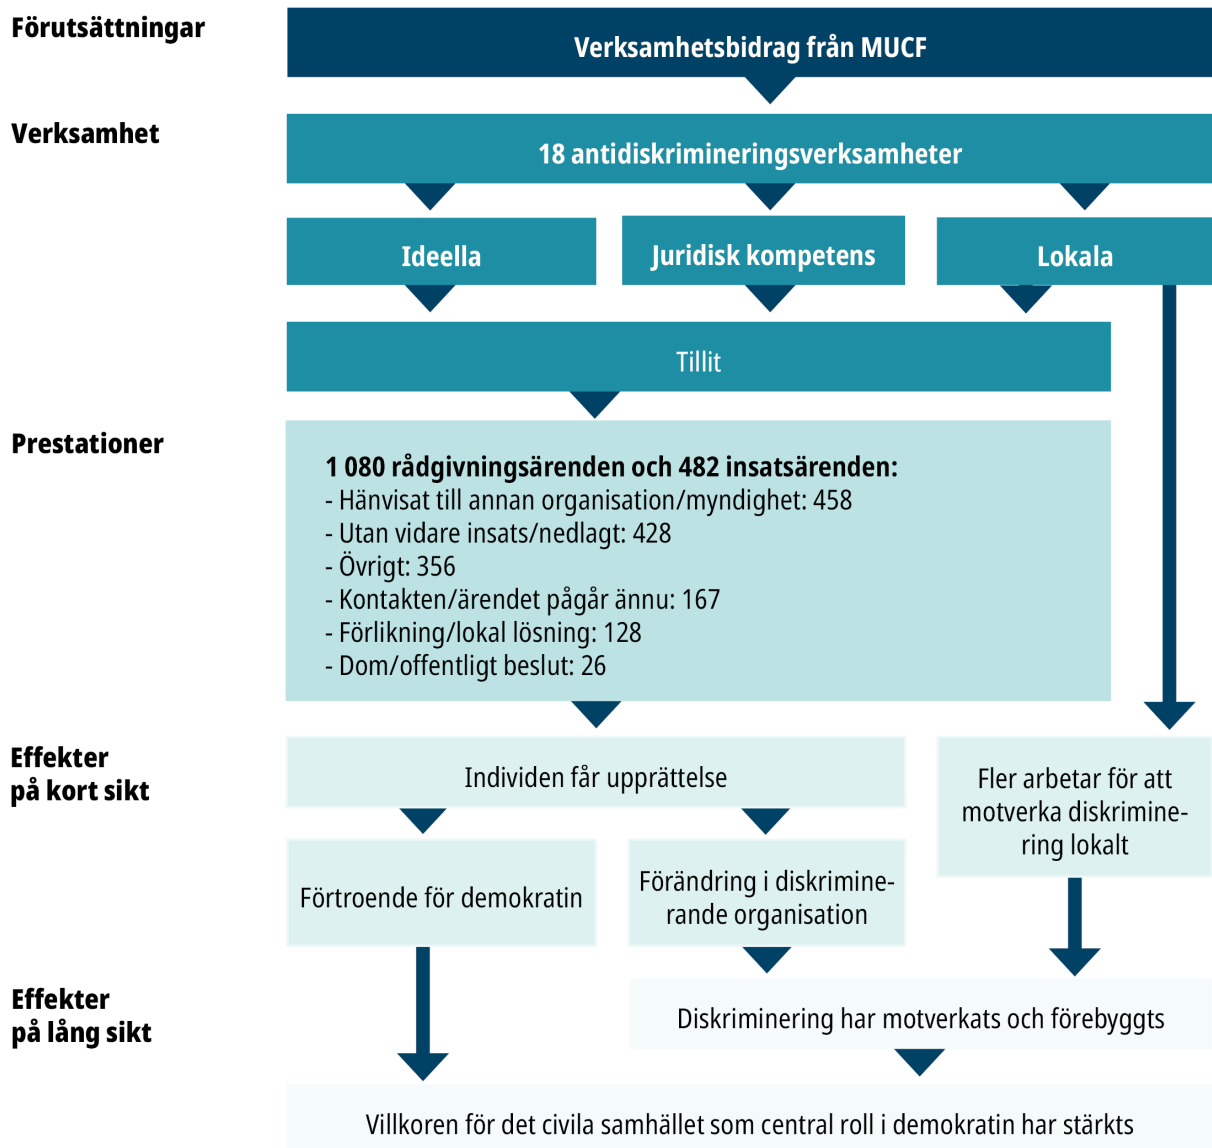 Förutsättningar
Verksamhetsbidrag från MUCF
Verksamhet
18 antidiskrimineringsverksamheter
Ideella
Juridisk kompetens
Lokala
Tillit
Prestationer
1 080 rådgivningsärenden och 482 insatsärenden:
- Hänvisat till annan organisation/myndighet: 458
- Utan vidare insats/nedlagt: 428
- Övrigt: 356
- Kontakten/ärendet pågår ännu: 167
- Förlikning/lokal lösning: 128
- Dom/offentligt beslut: 26
Effekter
på kort sikt
Individen får upprättelse
Fler arbetar för att
motverka diskrimine-
ring lokalt
Förtroende för demokratin
Förändring i diskrimine-
rande organisation
Effekter
på lång sikt
Diskriminering har motverkats och förebyggts
Villkoren för det civila samhället som central roll i demokratin har stärkts